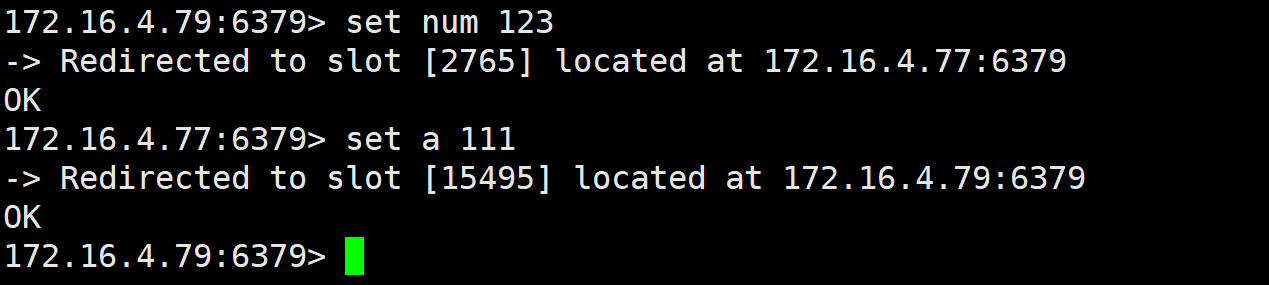 172.16.4.79:6379> set num 123
-> Redirected to slot [2765] located at 172.16.4.77:6379
OK
172.16.4.77:6379> set a 111
-> Redirected to slot [15495] located at 172.16.4.79:6379
OK
172.16.4.79:6379>